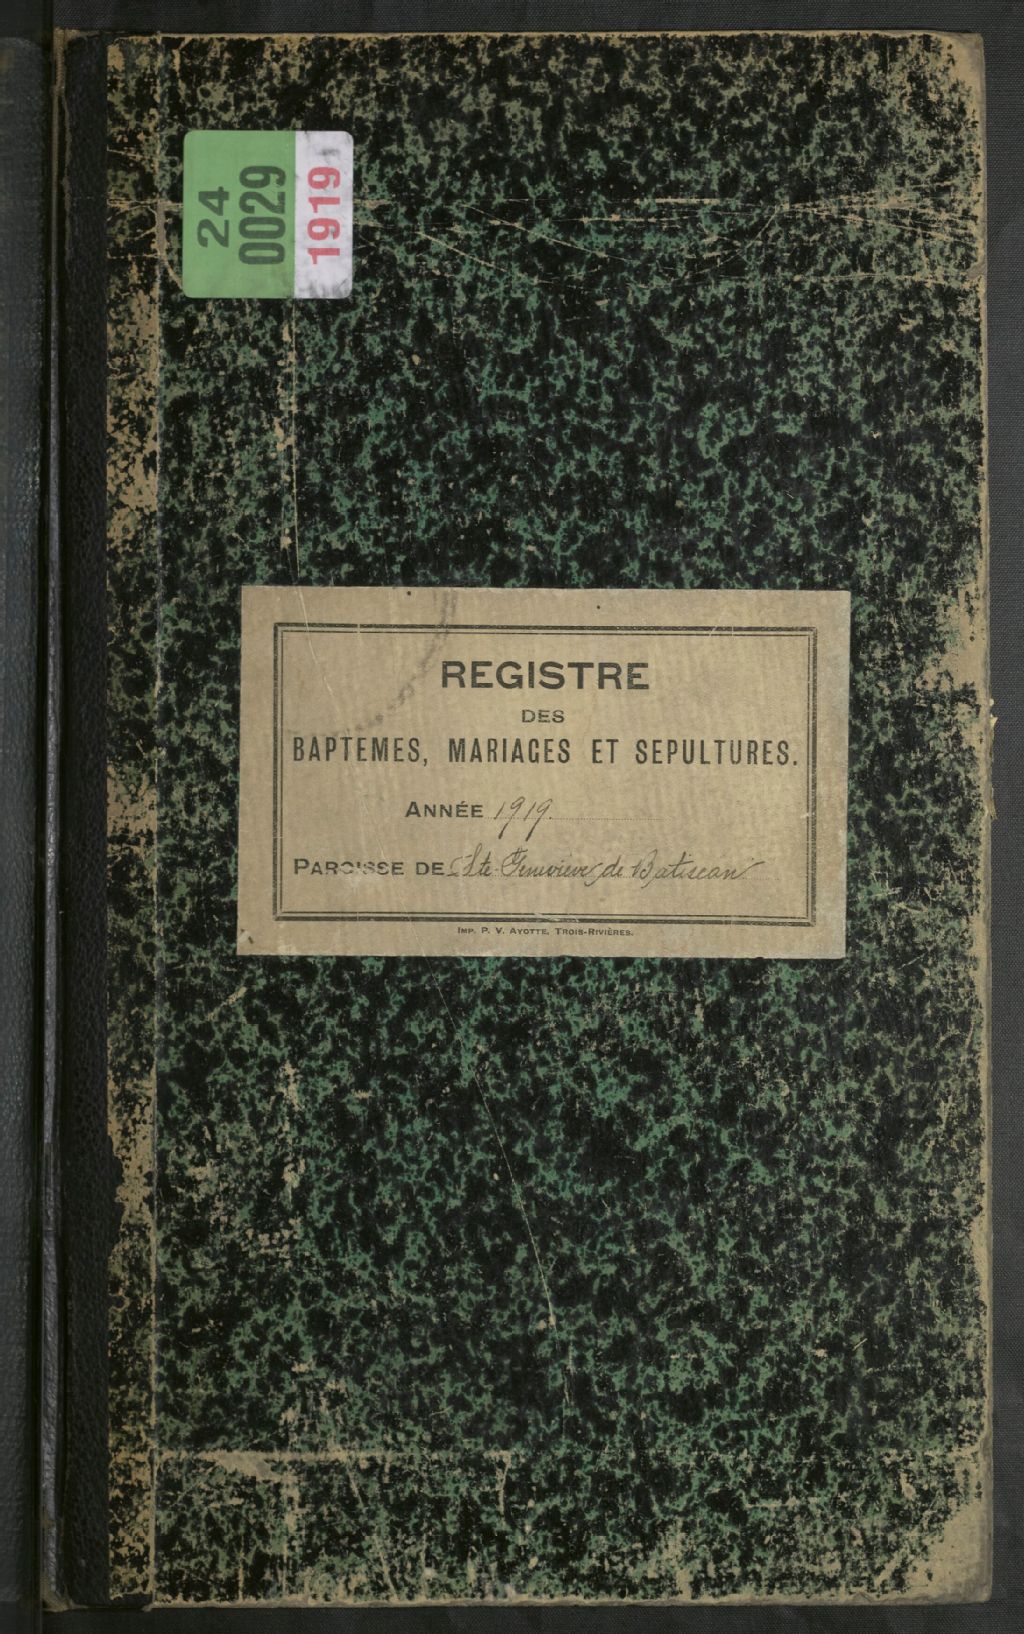 24
0029
1919
REGISTRE
DES
BAPTEMES, MARIAGES ET SEPULTURES.
ANNÉE 1919.
PAROISSE DE Ste Geneviève de Batiscan
IMP. P. V. AYOTTE, TROIS-RIVIÈRES.